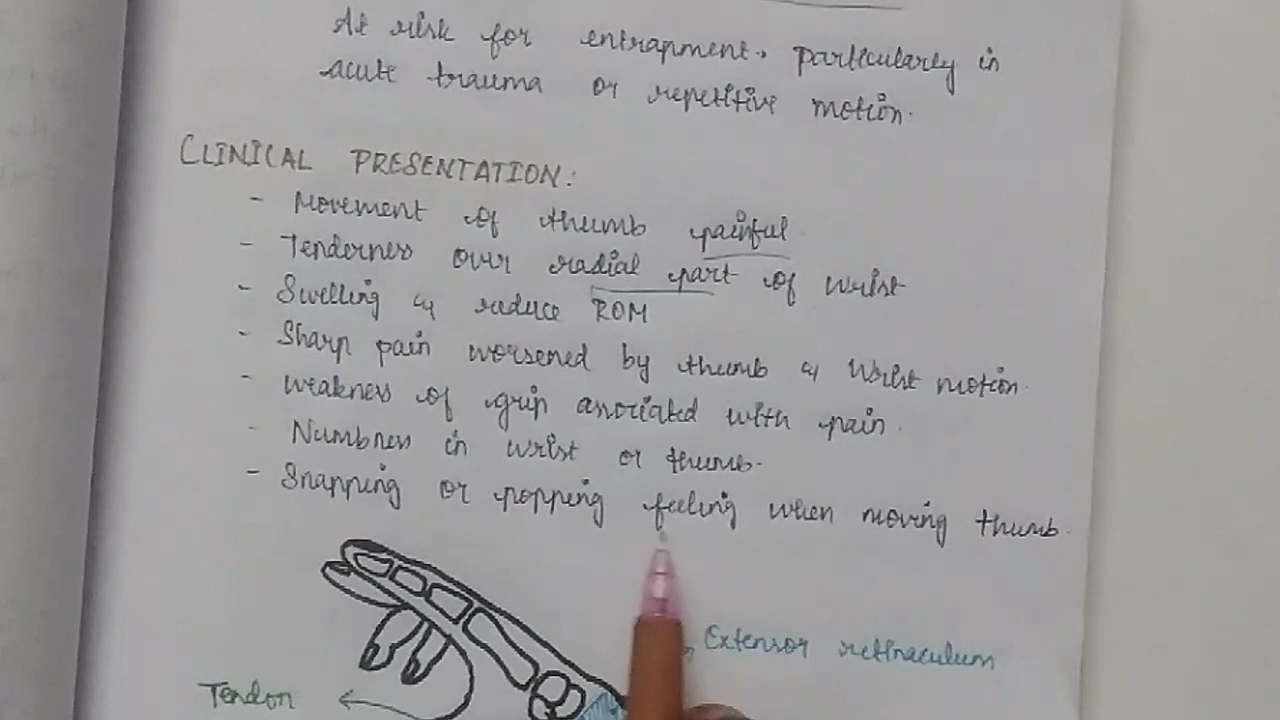 At risk for entrapment, particularly in
acute trauma or repetitive motion.
CLINICAL PRESENTATION:
- Movement of thumb painful
- Tenderness over radial part of wrist
- Swelling & reduce ROM
- Sharp pain worsened by thumb & wrist motion.
- Weakness of grip associated with pain.
- Numbness in wrist or thumb.
- Snapping or popping feeling when moving thumb.
Extensor retinaculum
Tendon